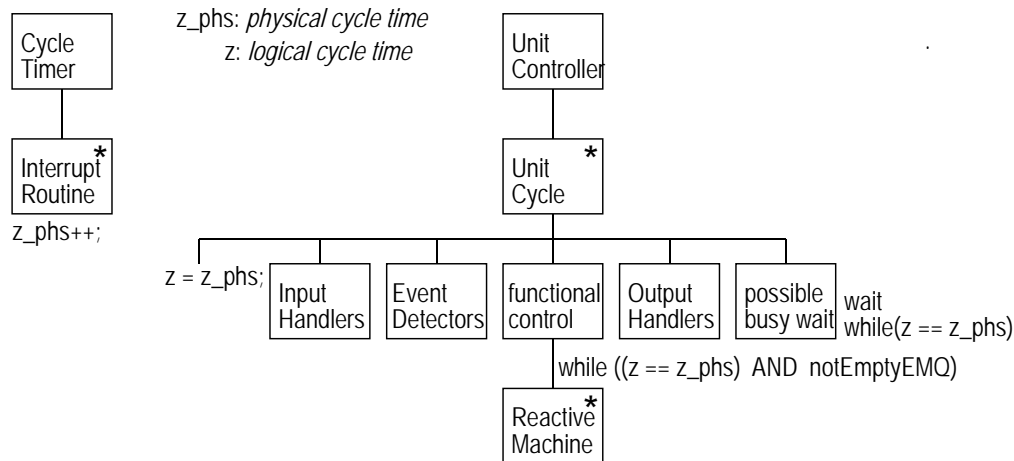 z_phs: physical cycle time
z: logical cycle time
Cycle
Timer
Unit
Controller
.
*
Interrupt
Routine
z_phs++;
*
Unit
Cycle
z = z_phs;
Input
Handlers
Event
Detectors
functional
control
Output
Handlers
possible
busy wait
wait
while(z == z_phs)
while ((z == z_phs) AND notEmptyEMQ)
*
Reactive
Machine